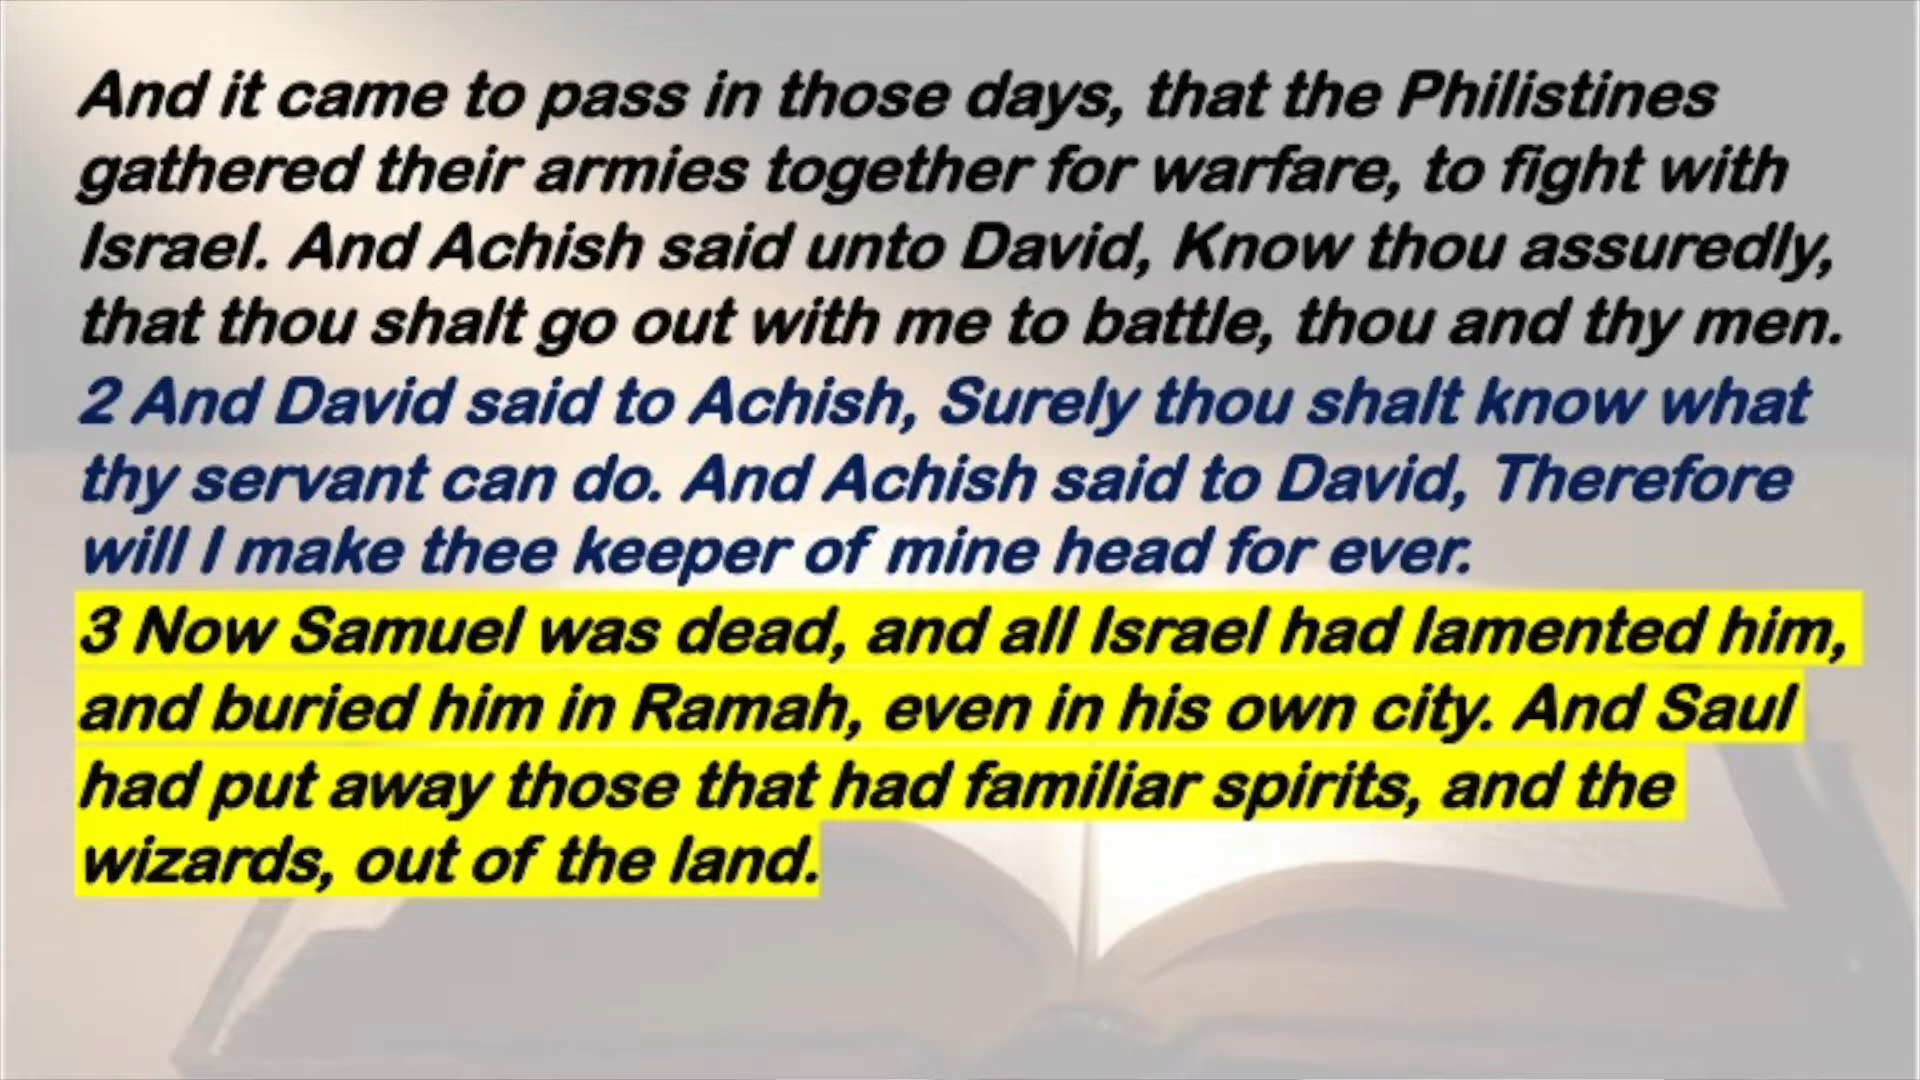 And it came to pass in those days, that the Philistines
gathered their armies together for warfare, to fight with
Israel. And Achish said unto David, Know thou assuredly,
that thou shalt go out with me to battle, thou and thy men.
2 And David said to Achish, Surely thou shalt know what
thy servant can do. And Achish said to David, Therefore
will I make thee keeper of mine head for ever.
3 Now Samuel was dead, and all Israel had lamented him,
and buried him in Ramah, even in his own city. And Saul
had put away those that had familiar spirits, and the
wizards, out of the land.